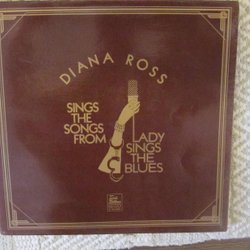 DIANA ROSS
SINGS
THE
SONGS
FROM
LADY
SINGS
THE
BLUES